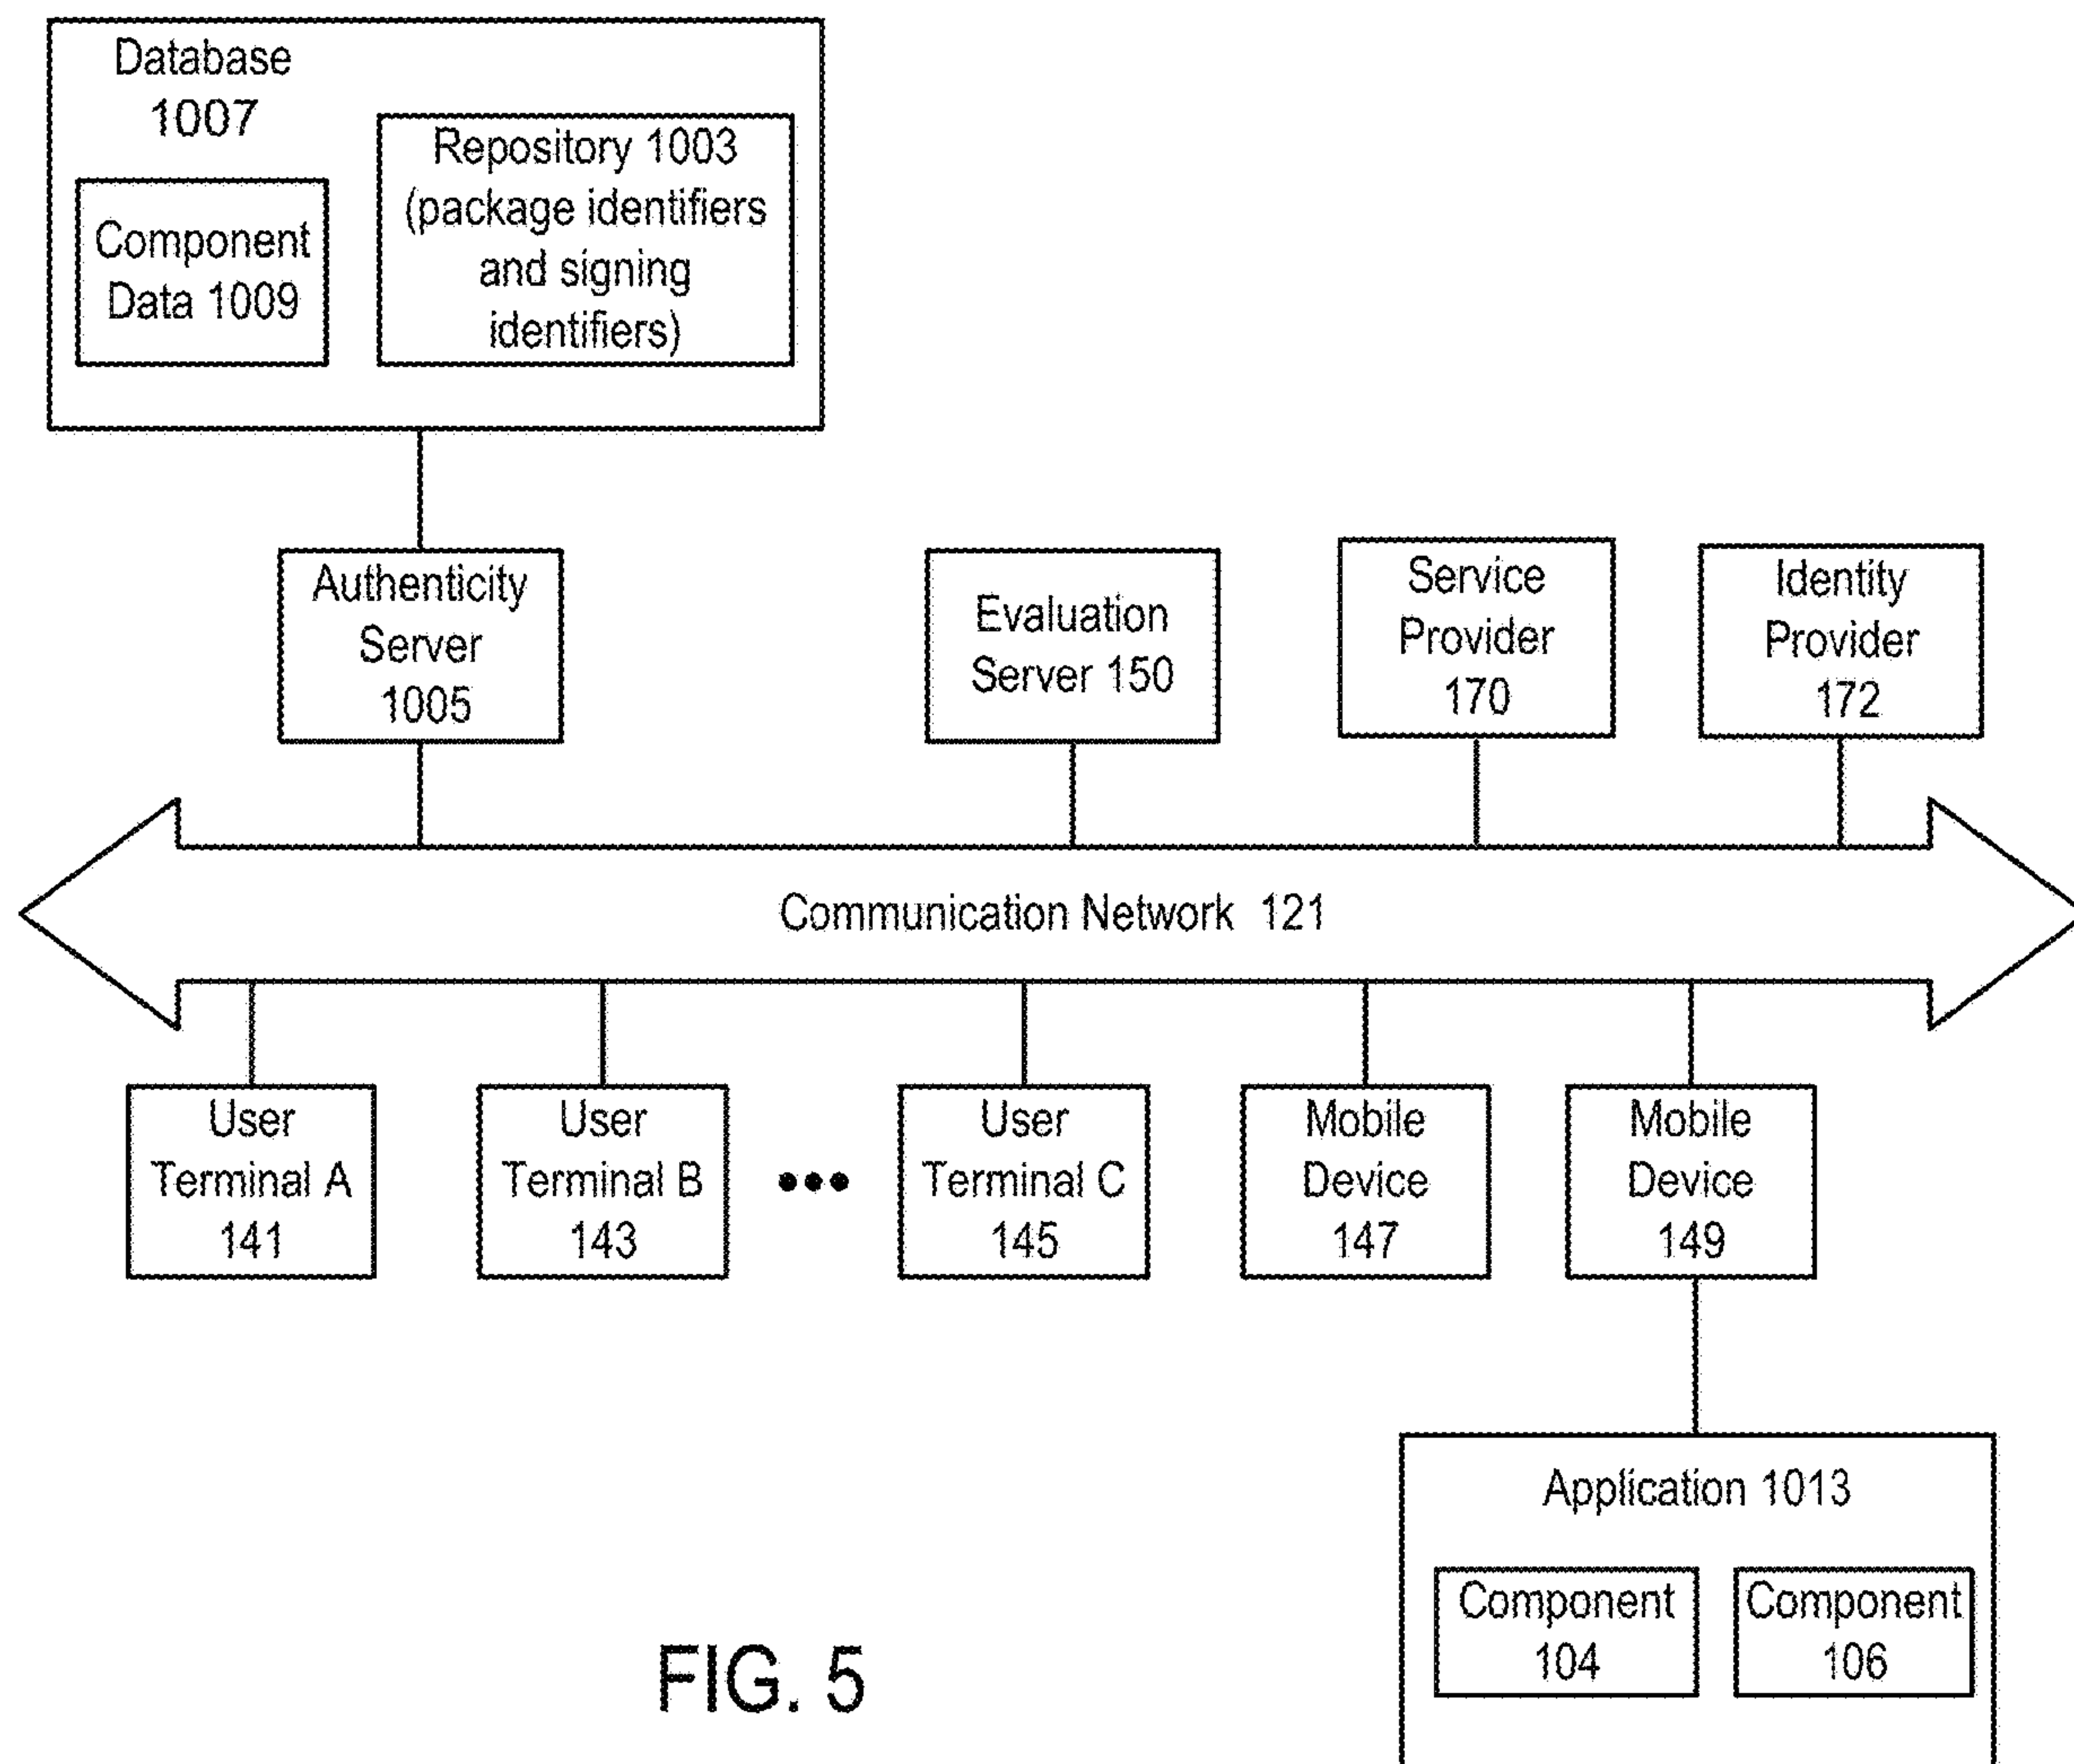 Database
1007
Component
Data 1009
Repository 1003
(package identifiers
and signing
identifiers)
Authenticity
Server
1005
Evaluation
Server 150
Service
Provider
170
Identity
Provider
172
Communication Network 121
User
Terminal A
141
User
Terminal B
143
•••
User
Terminal C
145
Mobile
Device
147
Mobile
Device
149
Application 1013
Component
104
Component
106
FIG. 5